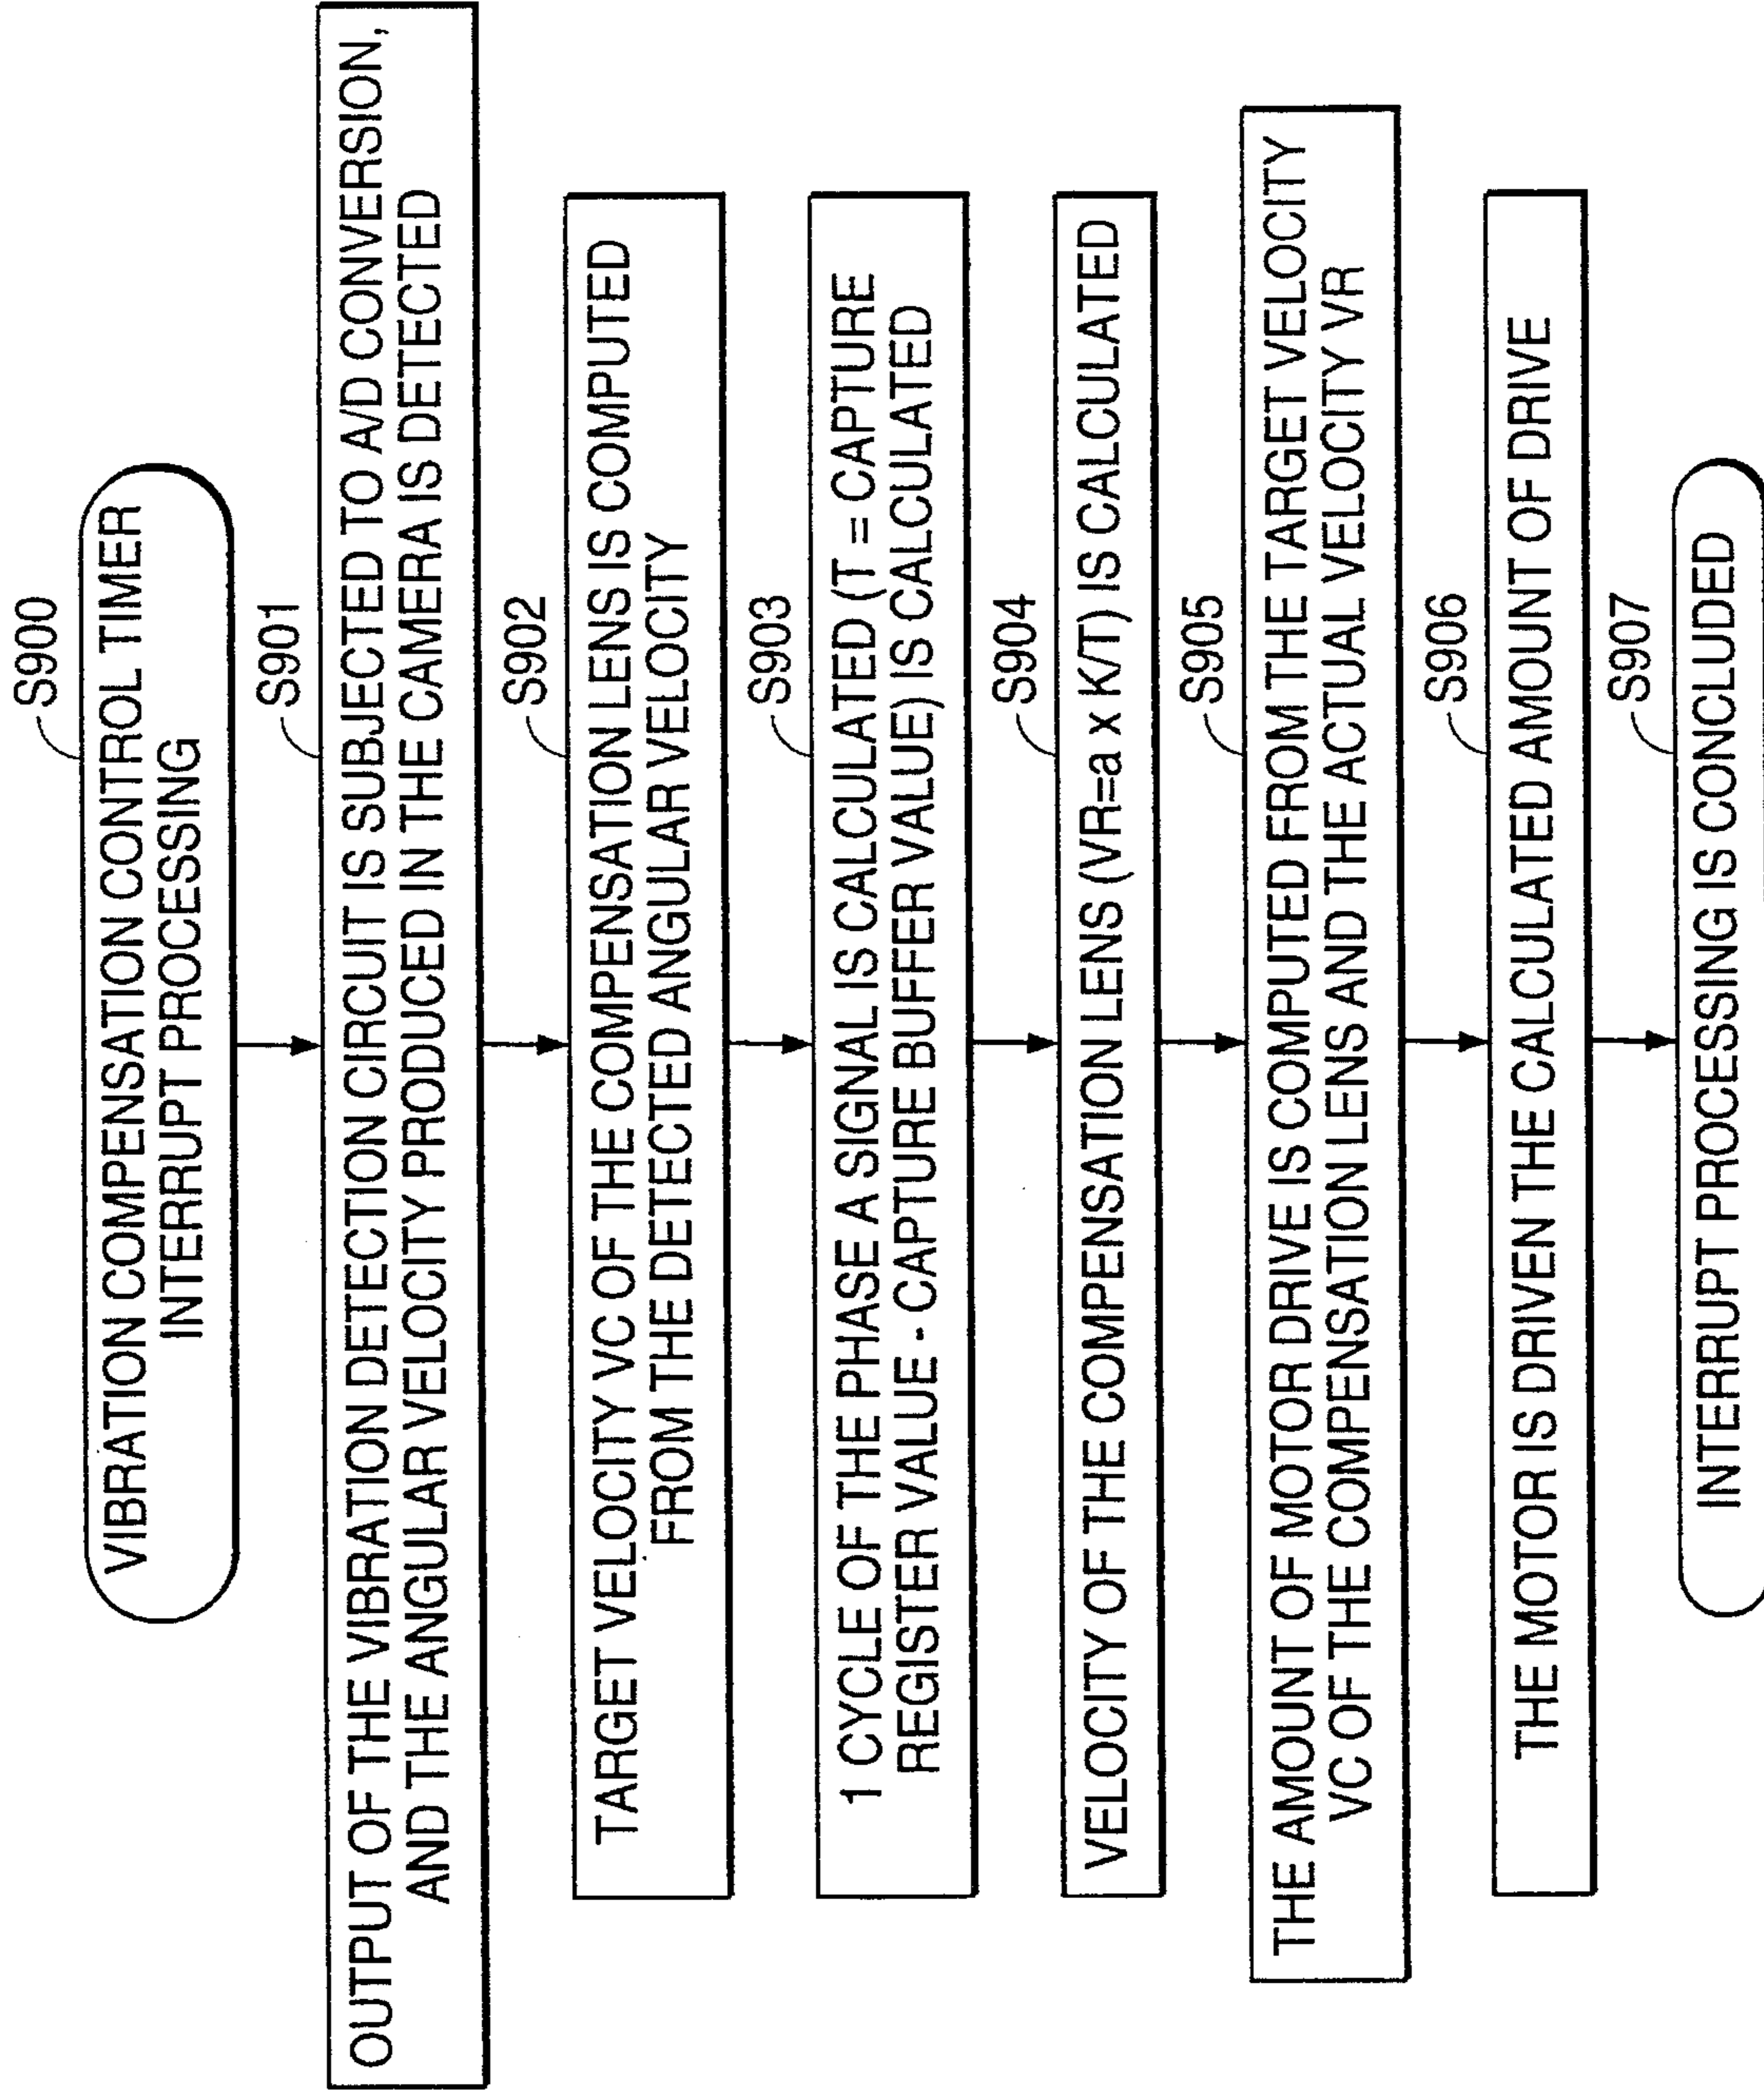 S900
VIBRATION COMPENSATION CONTROL TIMER
INTERRUPT PROCESSING
S901
OUTPUT OF THE VIBRATION DETECTION CIRCUIT IS SUBJECTED TO A/D CONVERSION,
AND THE ANGULAR VELOCITY PRODUCED IN THE CAMERA IS DETECTED
S902
TARGET VELOCITY VC OF THE COMPENSATION LENS IS COMPUTED
FROM THE DETECTED ANGULAR VELOCITY
S903
1 CYCLE OF THE PHASE A SIGNAL IS CALCULATED (T = CAPTURE
REGISTER VALUE - CAPTURE BUFFER VALUE) IS CALCULATED
S904
VELOCITY OF THE COMPENSATION LENS (VR=a x K/T) IS CALCULATED
S905
THE AMOUNT OF MOTOR DRIVE IS COMPUTED FROM THE TARGET VELOCITY
VC OF THE COMPENSATION LENS AND THE ACTUAL VELOCITY VR
S906
THE MOTOR IS DRIVEN THE CALCULATED AMOUNT OF DRIVE
S907
INTERRUPT PROCESSING IS CONCLUDED